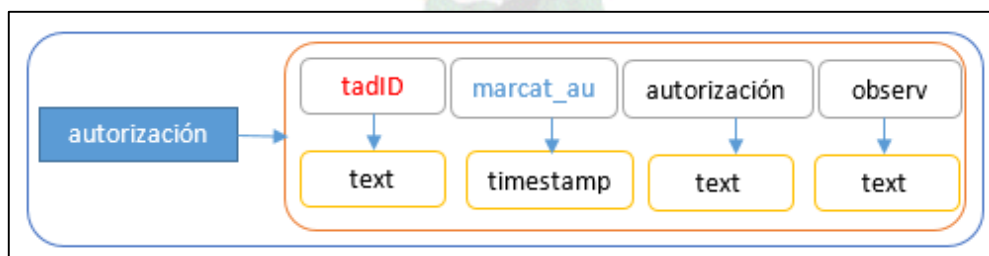 tadID marcat_au autorización observ
autorización
text timestamp text text